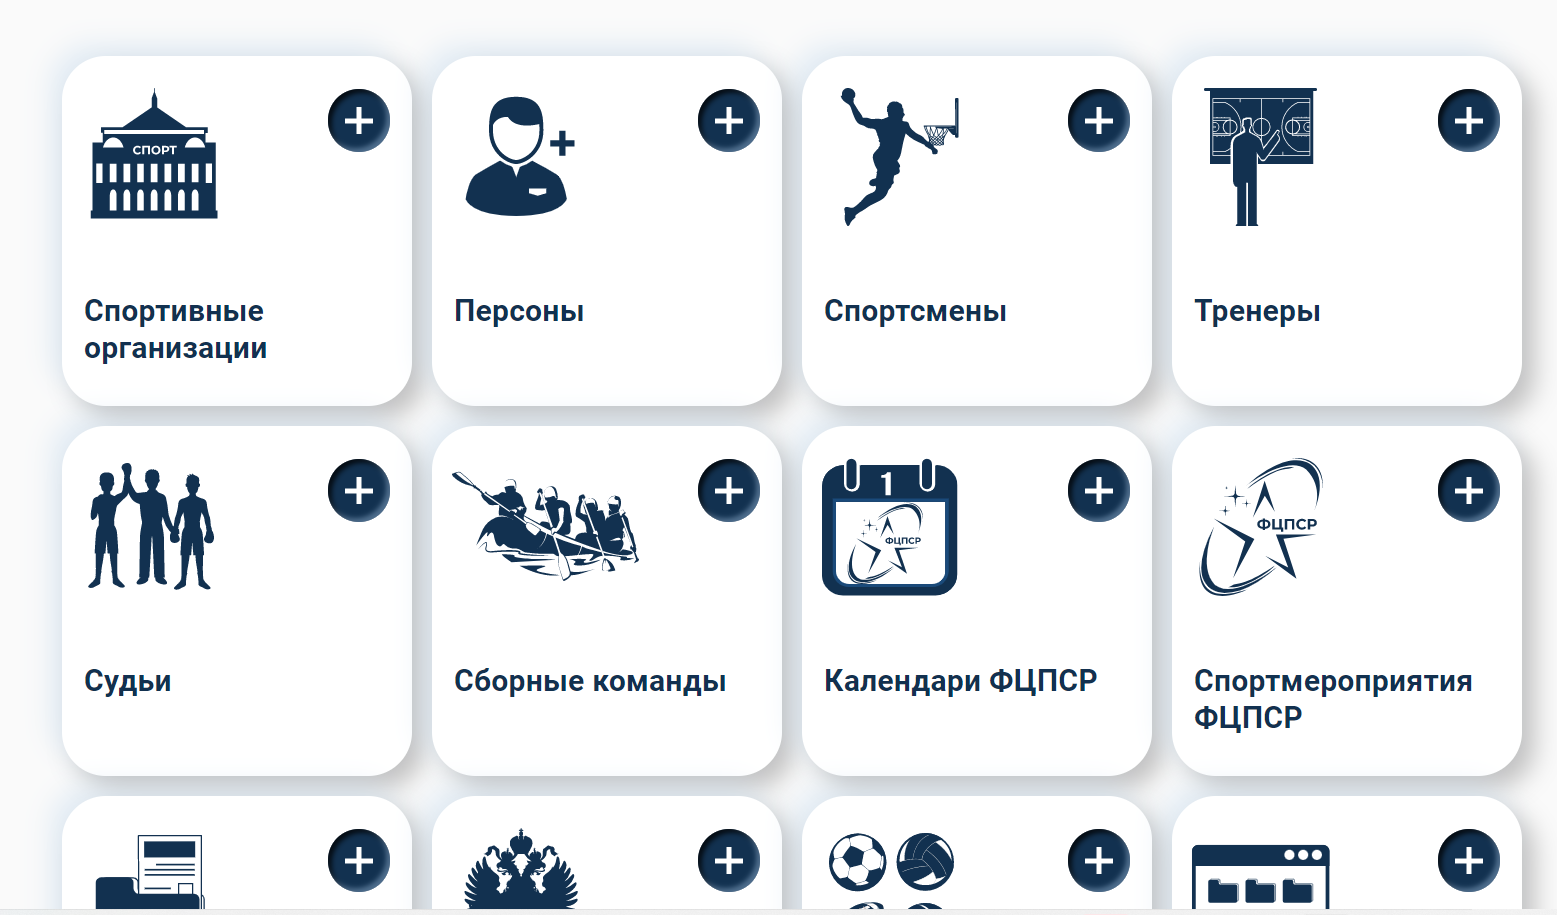 СПОРТ
Спортивные
организации
Персоны
Спортсмены
Тренеры
Судьи
Сборные команды
1
ФЦПСР
Календари ФЦПСР
ФЦПСР
Спортмероприятия
ФЦПСР